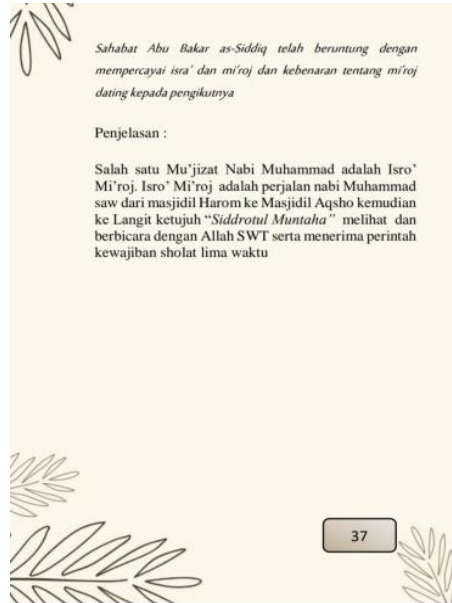 Sahabat Abu Bakar as-Siddiq telah beruntung dengan
mempercayai isra' dan mi'roj dan kebenaran tentang mi'roj
dating kepada pengikutnya
Penjelasan :
Salah satu Mu'jizat Nabi Muhammad adalah Isro'
Mi'roj. Isro' Mi'roj adalah perjalan nabi Muhammad
saw dari masjidil Harom ke Masjidil Aqsho kemudian
ke Langit ketujuh "Siddrotul Muntaha" melihat dan
berbicara dengan Allah SWT serta menerima perintah
kewajiban sholat lima waktu
37